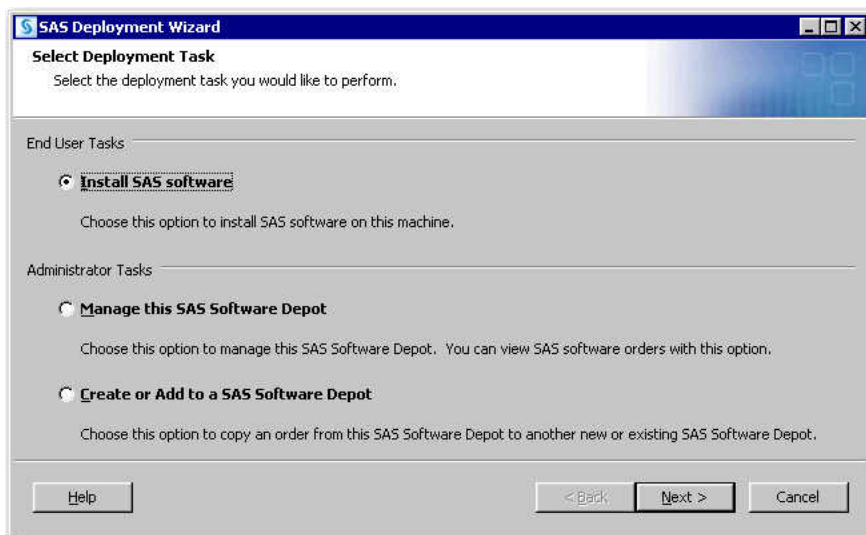 SAS Deployment Wizard
Select Deployment Task
Select the deployment task you would like to perform.
End User Tasks
Install SAS software
Choose this option to install SAS software on this machine.
Administrator Tasks
Manage this SAS Software Depot
Choose this option to manage this SAS Software Depot.  You can view SAS software orders with this option.
Create or Add to a SAS Software Depot
Choose this option to copy an order from this SAS Software Depot to another new or existing SAS Software Depot.
Help < Back Next > Cancel